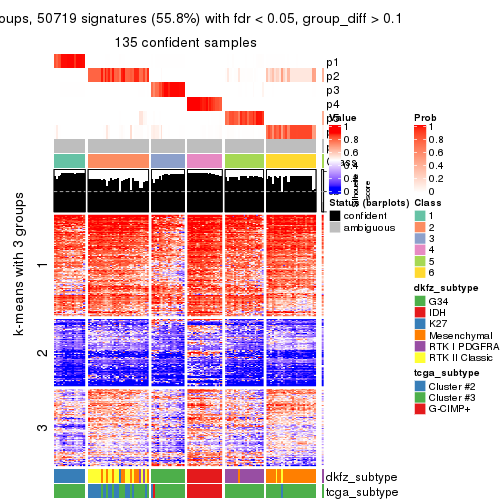 oups, 50719 signatures (55.8%) with fdr < 0.05, group_diff > 0.1
135 confident samples
p1
p2
p3
p4
k-means with 3 groups
1
2
3
Value
1
0.8
0.6
0.4
0.2
0
Status (barplots)
confident
ambiguous
score
Prob
1
0.8
0.6
0.4
0.2
0
Class
1
2
3
4
5
6
dkfz_subtype
G34
IDH
K27
Mesenchymal
RTK I PDGFRA
RTK II Classic
tcga_subtype
Cluster #2
Cluster #3
G-CIMP+
dkfz_subtype
tcga_subtype